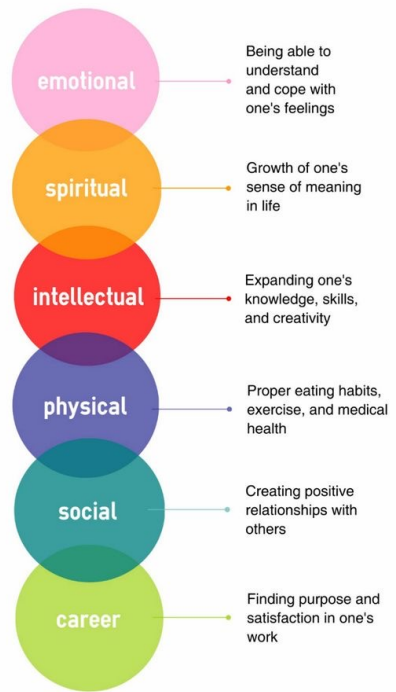 emotional
Being able to
understand
and cope with
one's feelings
spiritual
Growth of one's
sense of meaning
in life
intellectual
Expanding one's
knowledge, skills,
and creativity
physical
Proper eating habits,
exercise, and medical
health
social
Creating positive
relationships with
others
career
Finding purpose and
satisfaction in one's
work